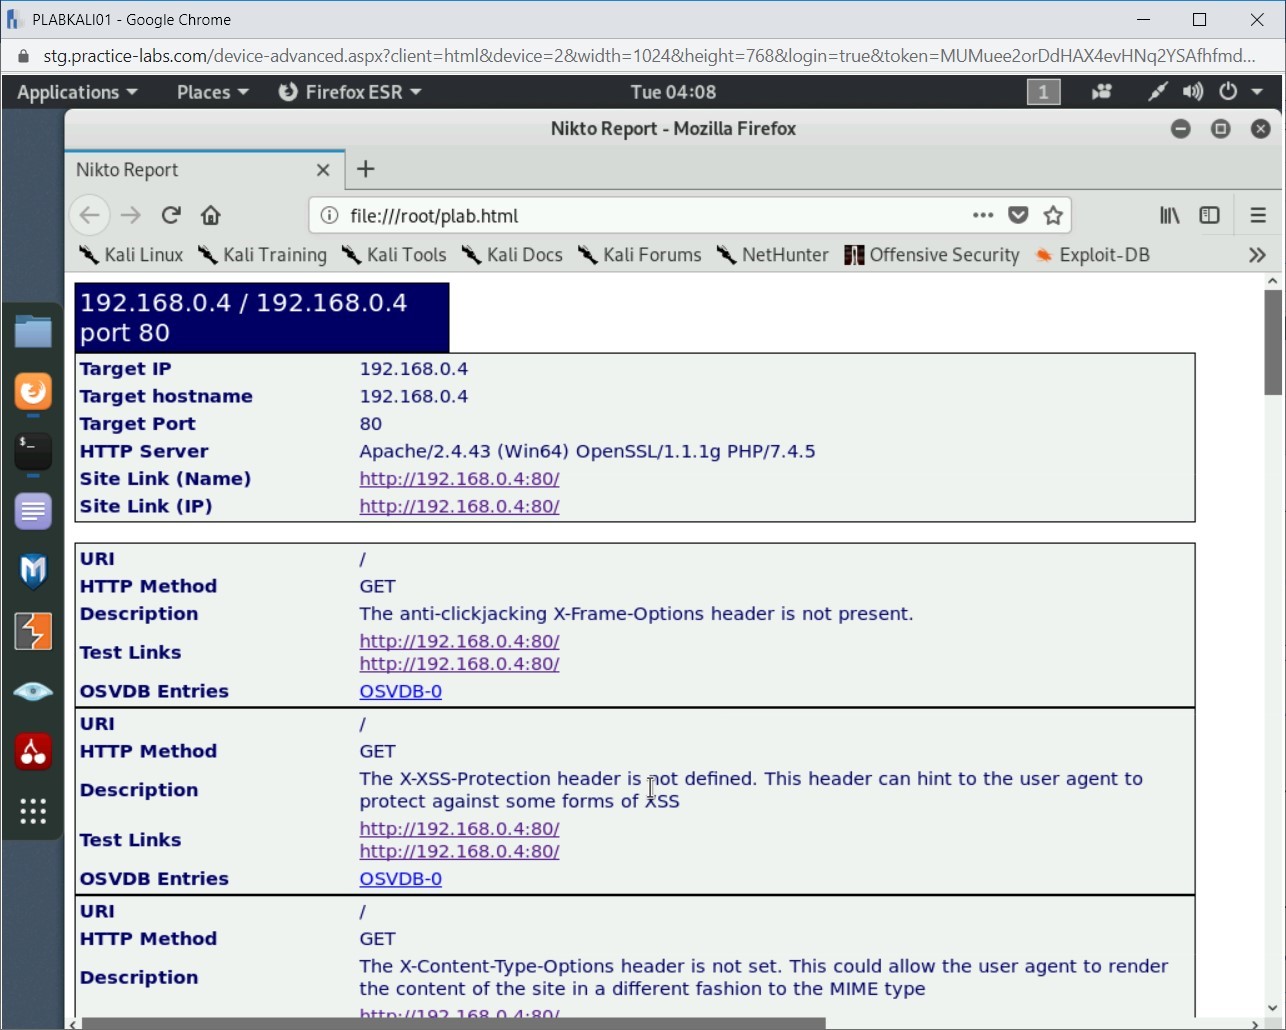 PLABKALI01 - Google Chrome
stg.practice-labs.com/device-advanced.aspx?client=html&device=2&width=1024&height=768&login=true&token=MUMuee2orDdHAX4evHNq2YSAfhfmd...
Applications Places Firefox ESR Tue 04:08 1
Nikto Report - Mozilla Firefox
Nikto Report
file:///root/plab.html
Kali Linux Kali Training Kali Tools Kali Docs Kali Forums NetHunter Offensive Security Exploit-DB
192.168.0.4 / 192.168.0.4
port 80
Target IP 192.168.0.4
Target hostname 192.168.0.4
Target Port 80
HTTP Server Apache/2.4.43 (Win64) OpenSSL/1.1.1g PHP/7.4.5
Site Link (Name) http://192.168.0.4:80/
Site Link (IP) http://192.168.0.4:80/
URI /
HTTP Method GET
Description The anti-clickjacking X-Frame-Options header is not present.
Test Links http://192.168.0.4:80/
http://192.168.0.4:80/
OSVDB Entries OSVDB-0
URI /
HTTP Method GET
Description The X-XSS-Protection header is not defined. This header can hint to the user agent to
protect against some forms of XSS
Test Links http://192.168.0.4:80/
http://192.168.0.4:80/
OSVDB Entries OSVDB-0
URI /
HTTP Method GET
Description The X-Content-Type-Options header is not set. This could allow the user agent to render
the content of the site in a different fashion to the MIME type
http://192.168.0.4:80/